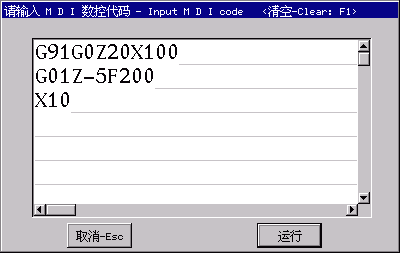 请输入 M D I 数控代码 - Input M D I code <清空-Clear: F1>
G91G0Z20X100
G01Z-5F200
X10
取消-Esc
运行